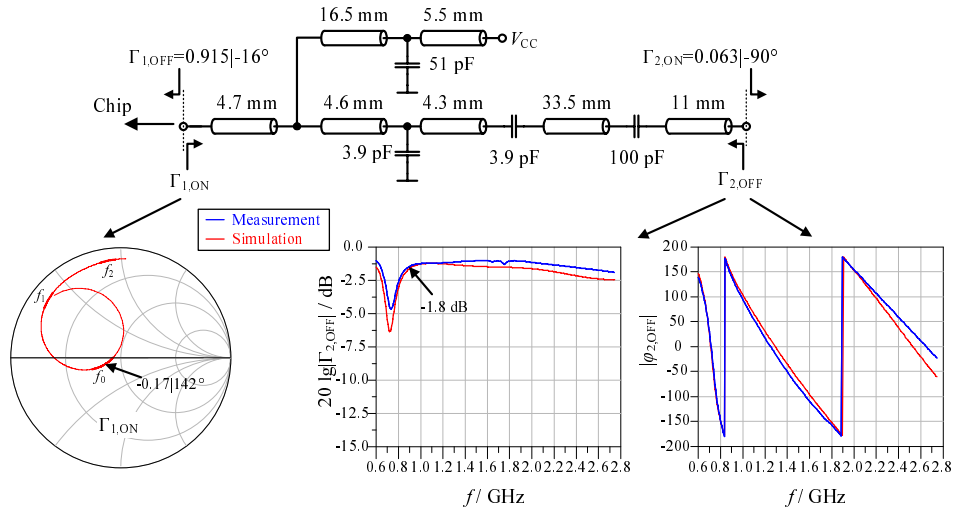 16.5 mm
5.5 mm
V_CC
Γ1,OFF=0.915|-16°
51 pF
Γ2,ON=0.063|-90°
Chip
4.7 mm
4.6 mm
4.3 mm
33.5 mm
11 mm
3.9 pF
3.9 pF
100 pF
Γ1,ON
Γ2,OFF
Measurement
Simulation
f2
f1
f0
-0.17|142°
Γ1,ON
20 lg|Γ2,OFF| / dB
0.0
-2.5
-5.0
-7.5
-10.0
-12.5
-15.0
-1.8 dB
0.6 0.8 1.0 1.2 1.4 1.6 1.8 2.0 2.2 2.4 2.6 2.8
f / GHz
|φ2,OFF|
200
150
100
50
0
-50
-100
-150
-200
0.6 0.8 1.0 1.2 1.4 1.6 1.8 2.0 2.2 2.4 2.6 2.8
f / GHz